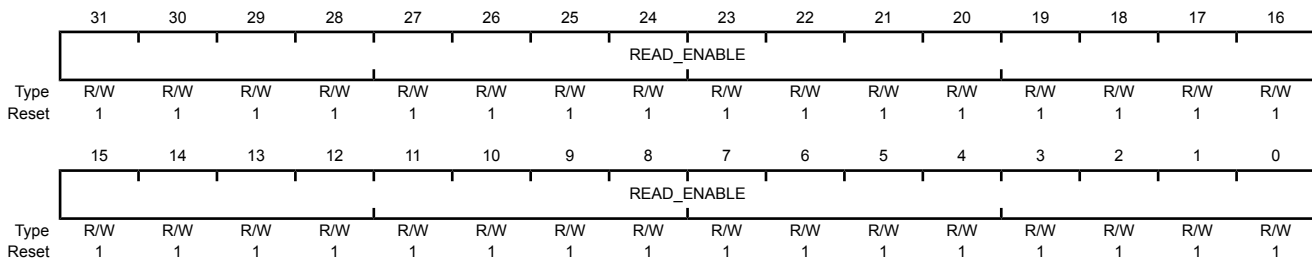 31 30 29 28 27 26 25 24 23 22 21 20 19 18 17 16
READ_ENABLE
Type R/W R/W R/W R/W R/W R/W R/W R/W R/W R/W R/W R/W R/W R/W R/W R/W
Reset 1 1 1 1 1 1 1 1 1 1 1 1 1 1 1 1
15 14 13 12 11 10 9 8 7 6 5 4 3 2 1 0
READ_ENABLE
Type R/W R/W R/W R/W R/W R/W R/W R/W R/W R/W R/W R/W R/W R/W R/W R/W
Reset 1 1 1 1 1 1 1 1 1 1 1 1 1 1 1 1